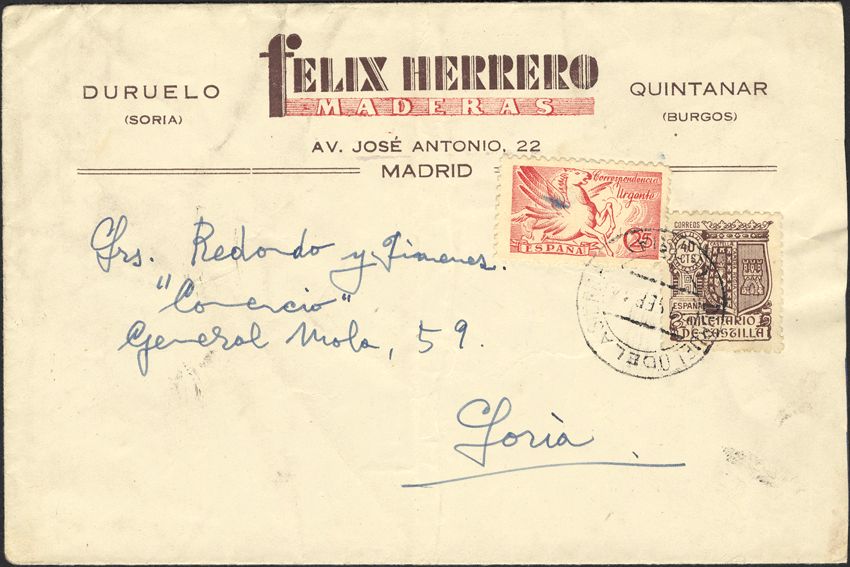 FELIX HERRERO
MADERAS
DURUELO
(SORIA)
QUINTANAR
(BURGOS)
AV. JOSÉ ANTONIO, 22
MADRID
Correspondencia
Urgente
25
ESPAÑA
CORREOS
40
CTS
ESPAÑA
MILENARIO
DE CASTILLA
Srs. Redondo y Jimenez.
"Comercio"
General Mola, 59.
Soria